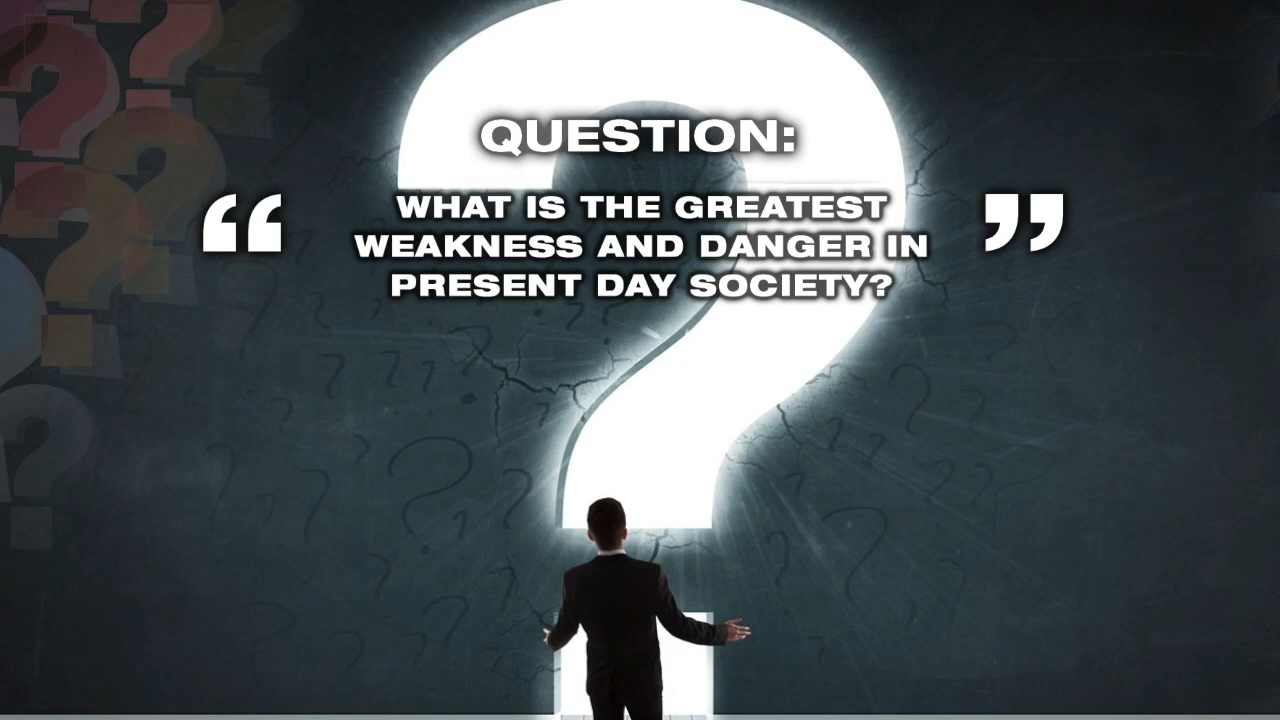 QUESTION:
“ WHAT IS THE GREATEST ”
WEAKNESS AND DANGER IN
PRESENT DAY SOCIETY?